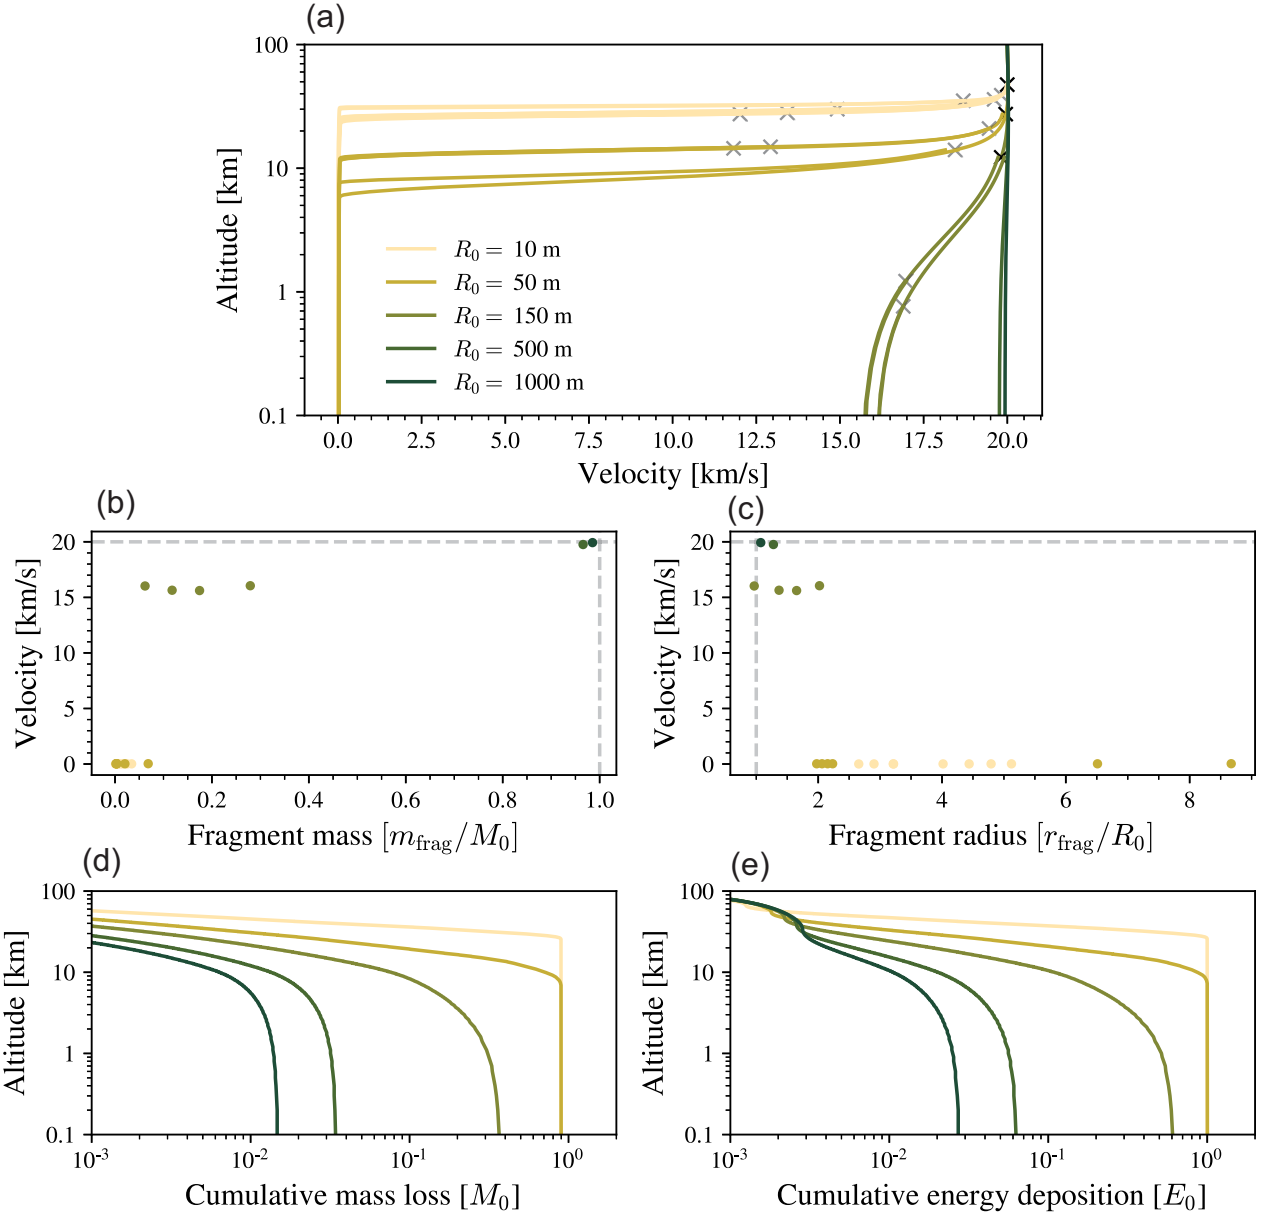 (a)
100
10
1
0.1
Altitude [km]
R₀ = 10 m
R₀ = 50 m
R₀ = 150 m
R₀ = 500 m
R₀ = 1000 m
0.0 2.5 5.0 7.5 10.0 12.5 15.0 17.5 20.0
Velocity [km/s]
(b)
20
15
10
5
0
Velocity [km/s]
0.0 0.2 0.4 0.6 0.8 1.0
Fragment mass [m_frag/M₀]
(c)
20
15
10
5
0
Velocity [km/s]
2 4 6 8
Fragment radius [r_frag/R₀]
(d)
100
10
1
0.1
Altitude [km]
10⁻³ 10⁻² 10⁻¹ 10⁰
Cumulative mass loss [M₀]
(e)
100
10
1
0.1
Altitude [km]
10⁻³ 10⁻² 10⁻¹ 10⁰
Cumulative energy deposition [E₀]